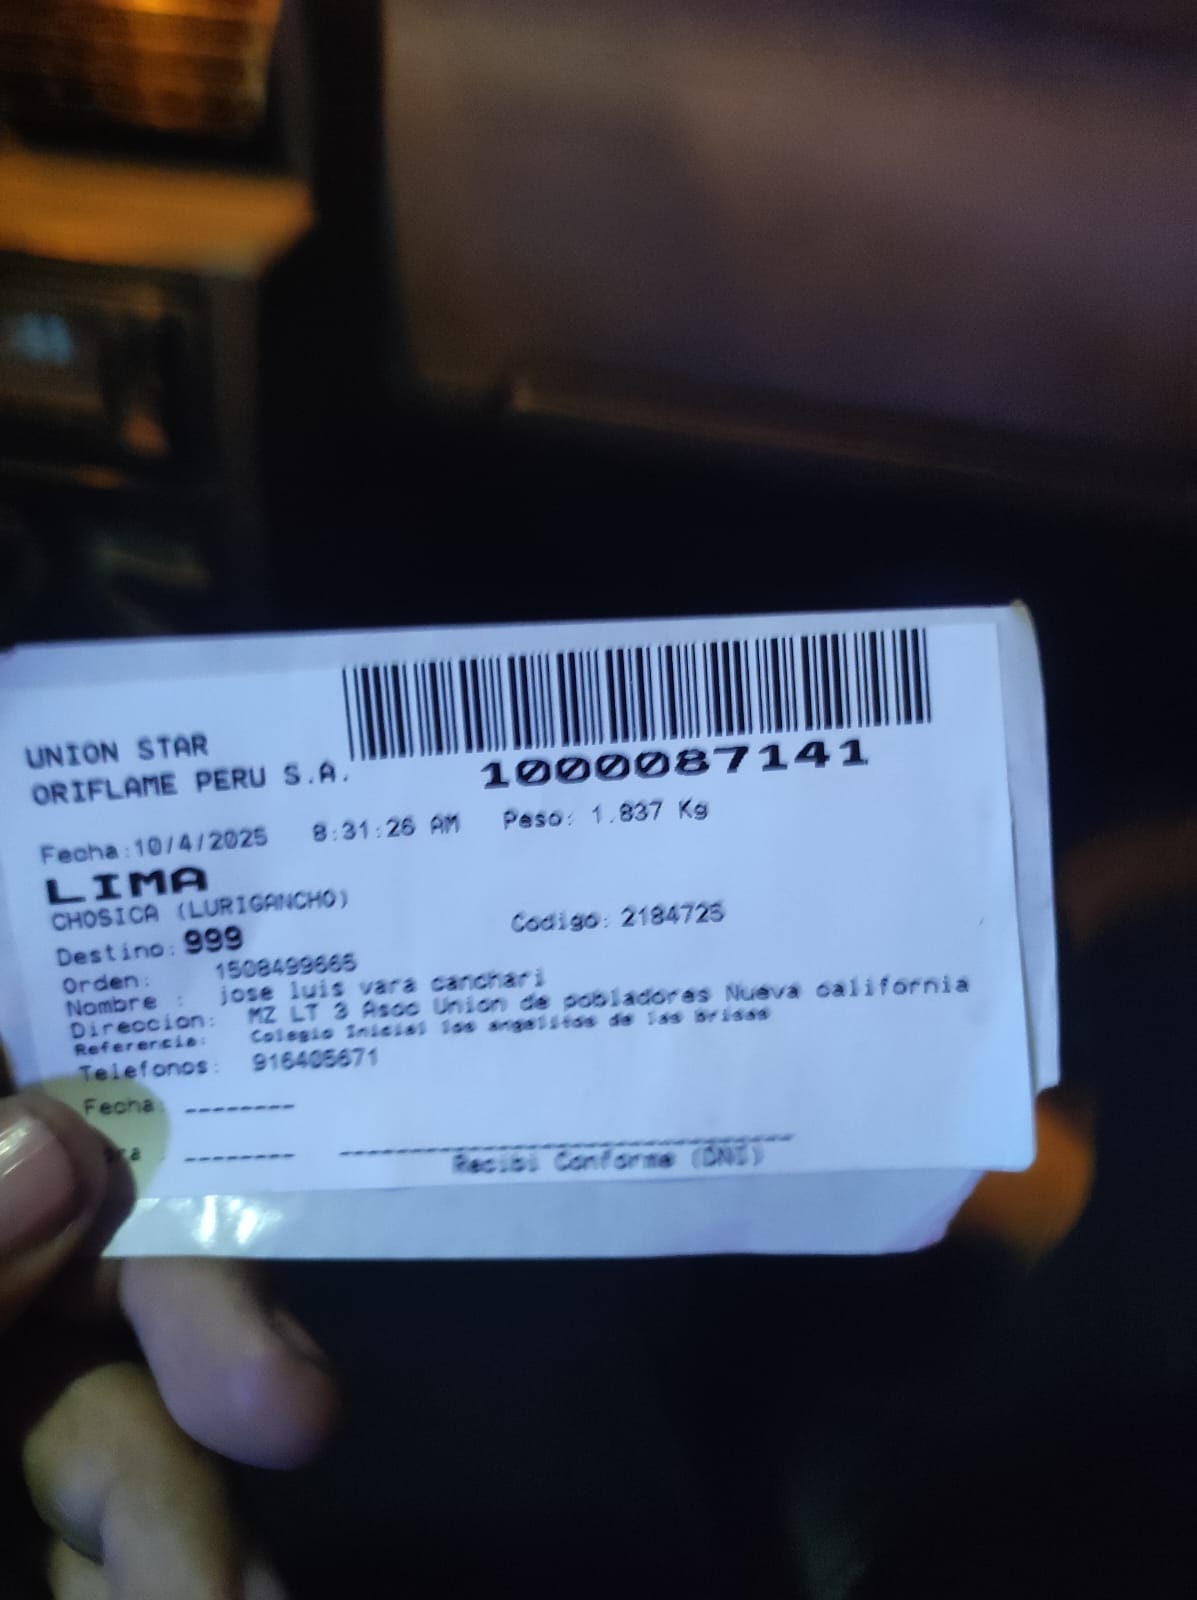 UNION STAR
ORIFLAME PERU S.A.
1000087141
Fecha:10/4/2025 8:31:26 AM Peso: 1.837 Kg
LIMA
CHOSICA (LURIGANCHO)
Destino: 999 Codigo: 2184725
Orden: 1508499665
Nombre : jose luis vara canchari
Direccion: MZ LT 3 Asoc Union de pobladores Nueva california
Referencia: Colegio Inicial los angelitos de las brisas
Telefonos: 916405671
Fecha: --------
--------
Recibi Conforme (DNI)